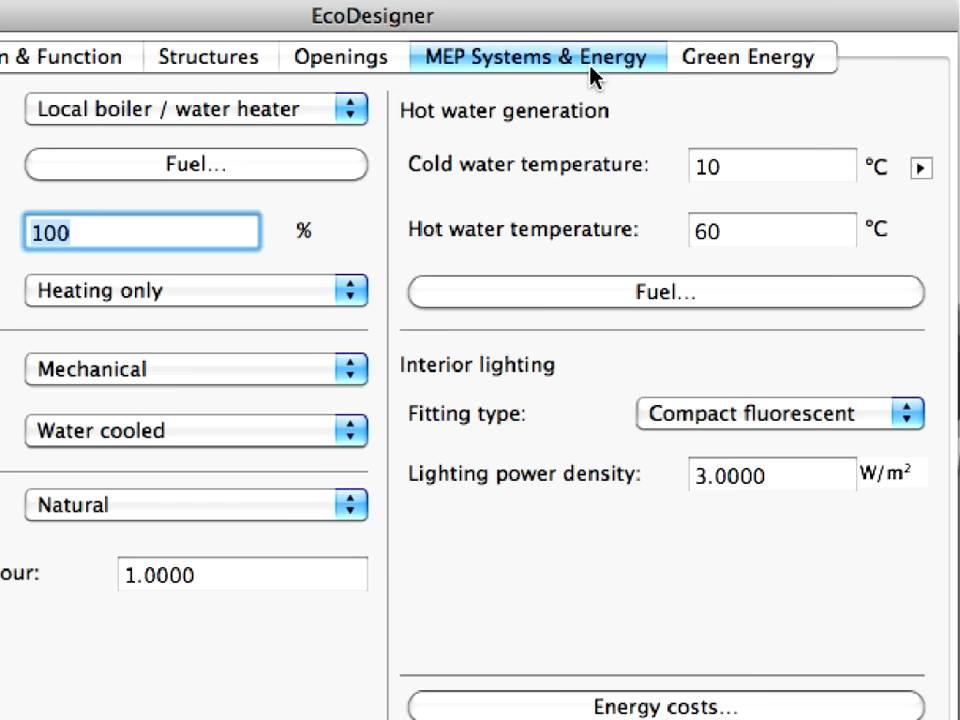 EcoDesigner
n & Function Structures Openings MEP Systems & Energy Green Energy
Local boiler / water heater
Fuel...
100 %
Heating only
Mechanical
Water cooled
Natural
our: 1.0000
Hot water generation
Cold water temperature: 10 °C
Hot water temperature: 60 °C
Fuel...
Interior lighting
Fitting type: Compact fluorescent
Lighting power density: 3.0000 W/m²
Energy costs...